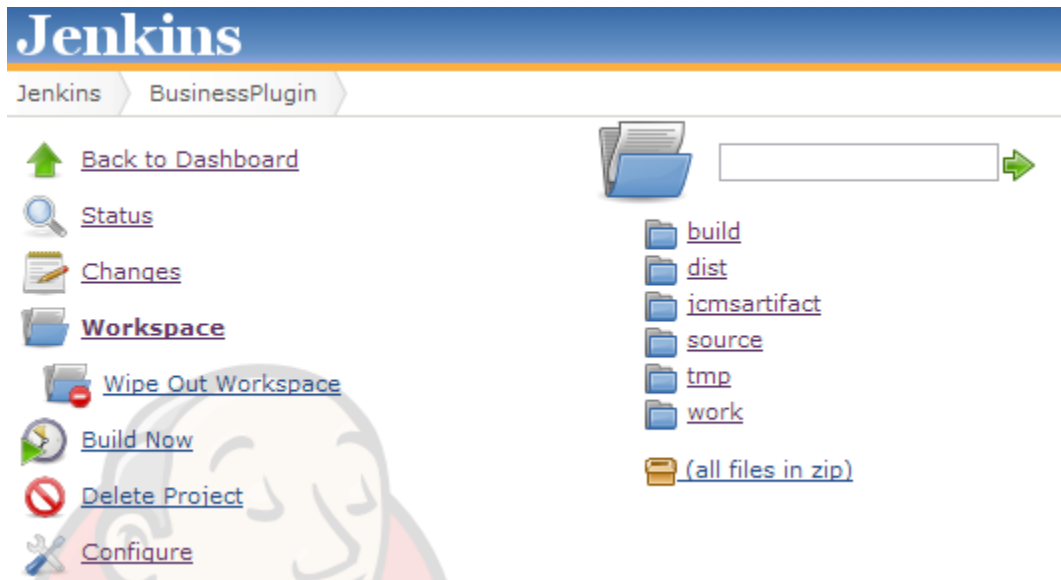 Jenkins
Jenkins BusinessPlugin
Back to Dashboard
Status
Changes
Workspace
Wipe Out Workspace
Build Now
Delete Project
Configure
build
dist
jcmsartifact
source
tmp
work
(all files in zip)